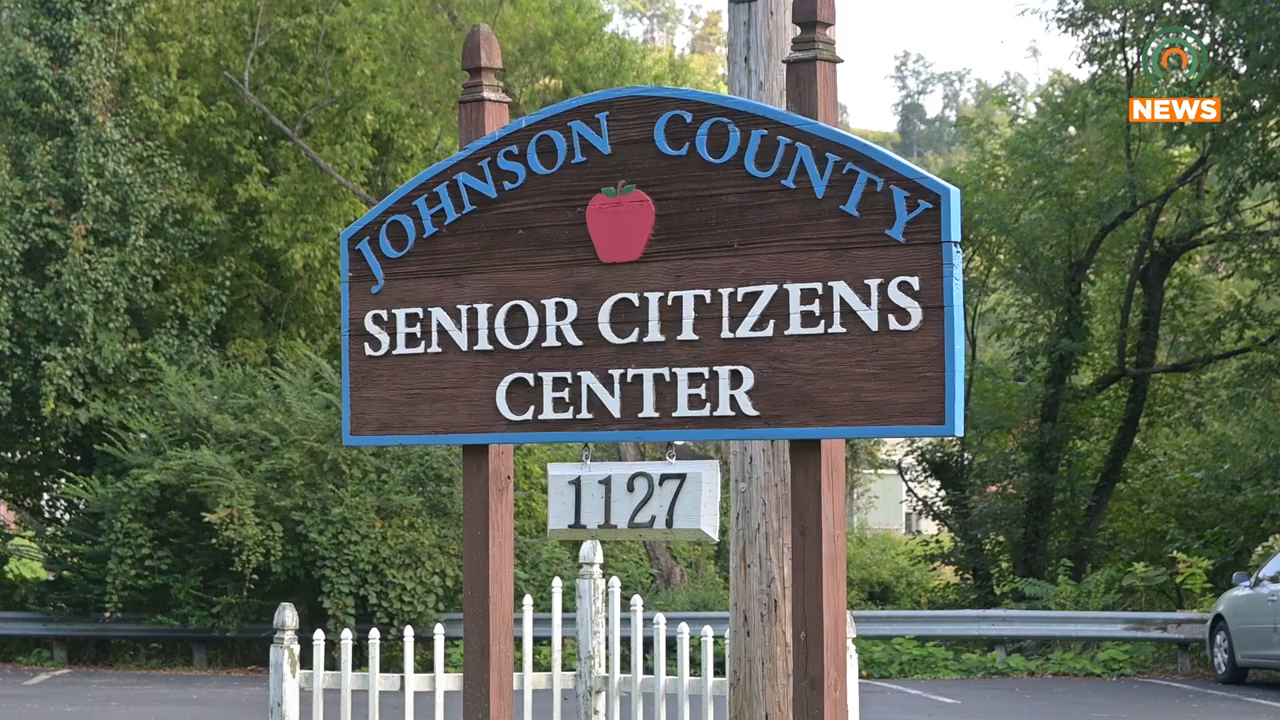 NEWS
JOHNSON COUNTY
SENIOR CITIZENS
CENTER
1127